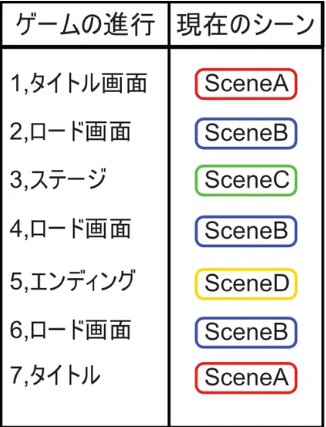 ゲームの進行 現在のシーン
1,タイトル画面 SceneA
2,ロード画面 SceneB
3,ステージ SceneC
4,ロード画面 SceneB
5,エンディング SceneD
6,ロード画面 SceneB
7,タイトル SceneA